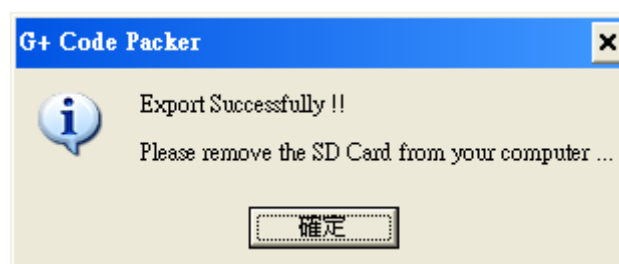 G+ Code Packer
Export Successfully !!
Please remove the SD Card from your computer ...
確定